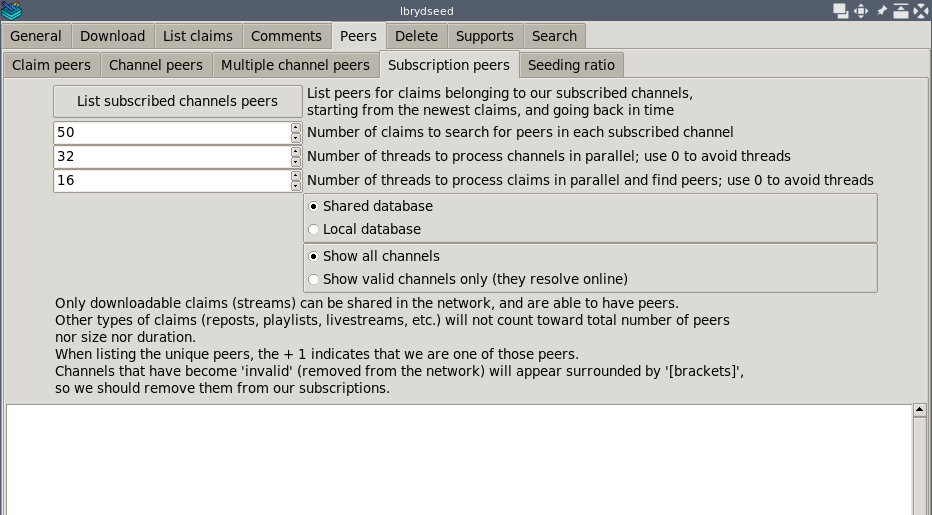 lbrydseed
General Download List claims Comments Peers Delete Supports Search
Claim peers Channel peers Multiple channel peers Subscription peers Seeding ratio
List subscribed channels peers
List peers for claims belonging to our subscribed channels,
starting from the newest claims, and going back in time
50 Number of claims to search for peers in each subscribed channel
32 Number of threads to process channels in parallel; use 0 to avoid threads
16 Number of threads to process claims in parallel and find peers; use 0 to avoid threads
Shared database
Local database
Show all channels
Show valid channels only (they resolve online)
Only downloadable claims (streams) can be shared in the network, and are able to have peers.
Other types of claims (reposts, playlists, livestreams, etc.) will not count toward total number of peers
nor size nor duration.
When listing the unique peers, the + 1 indicates that we are one of those peers.
Channels that have become 'invalid' (removed from the network) will appear surrounded by '[brackets]',
so we should remove them from our subscriptions.